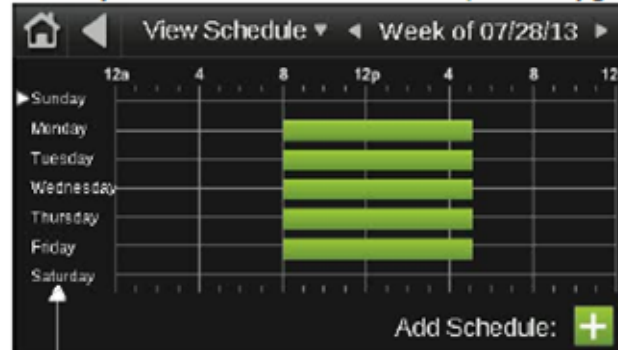 View Schedule Week of 07/28/13
12a 4 8 12p 4 8 12
Sunday
Monday
Tuesday
Wednesday
Thursday
Friday
Saturday
Add Schedule: